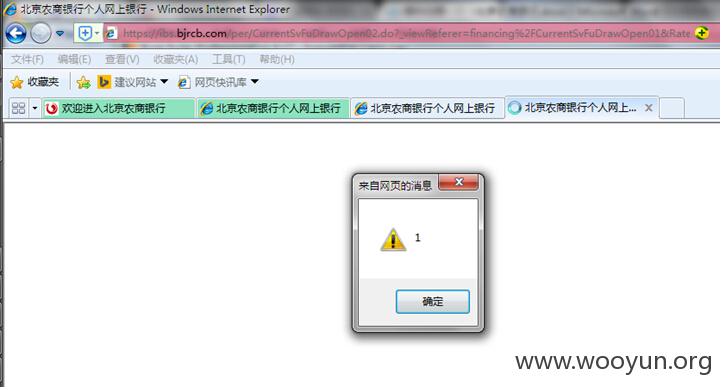 北京农商银行个人网上银行 - Windows Internet Explorer
https://ibs.bjrcb.com/per/CurrentSvFuDrawOpen02.do?_viewReferer=financing%2FCurrentSvFuDrawOpen01&Rate
文件(F) 编辑(E) 查看(V) 收藏夹(A) 工具(T) 帮助(H)
收藏夹 建议网站 网页快讯库
欢迎进入北京农商银行 北京农商银行个人网上银行 北京农商银行个人网上银行 北京农商银行个人网上...
来自网页的消息
1
确定
www.wooyun.org